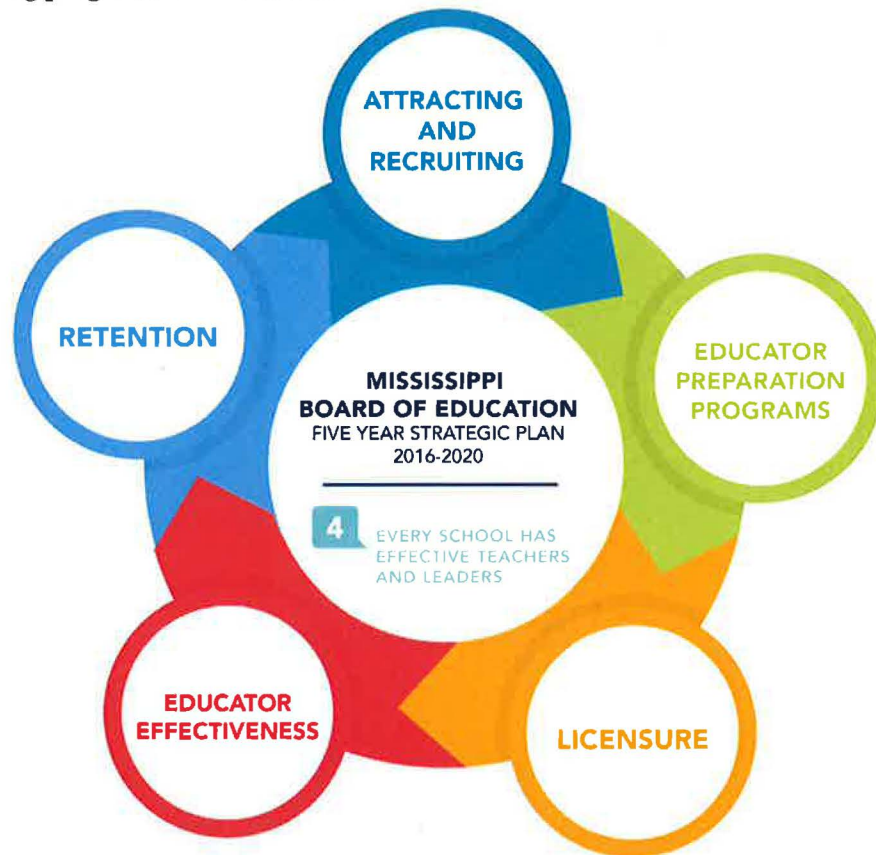 ATTRACTING
AND
RECRUITING
EDUCATOR
PREPARATION
PROGRAMS
LICENSURE
EDUCATOR
EFFECTIVENESS
RETENTION
MISSISSIPPI
BOARD OF EDUCATION
FIVE YEAR STRATEGIC PLAN
2016-2020
4
EVERY SCHOOL HAS
EFFECTIVE TEACHERS
AND LEADERS